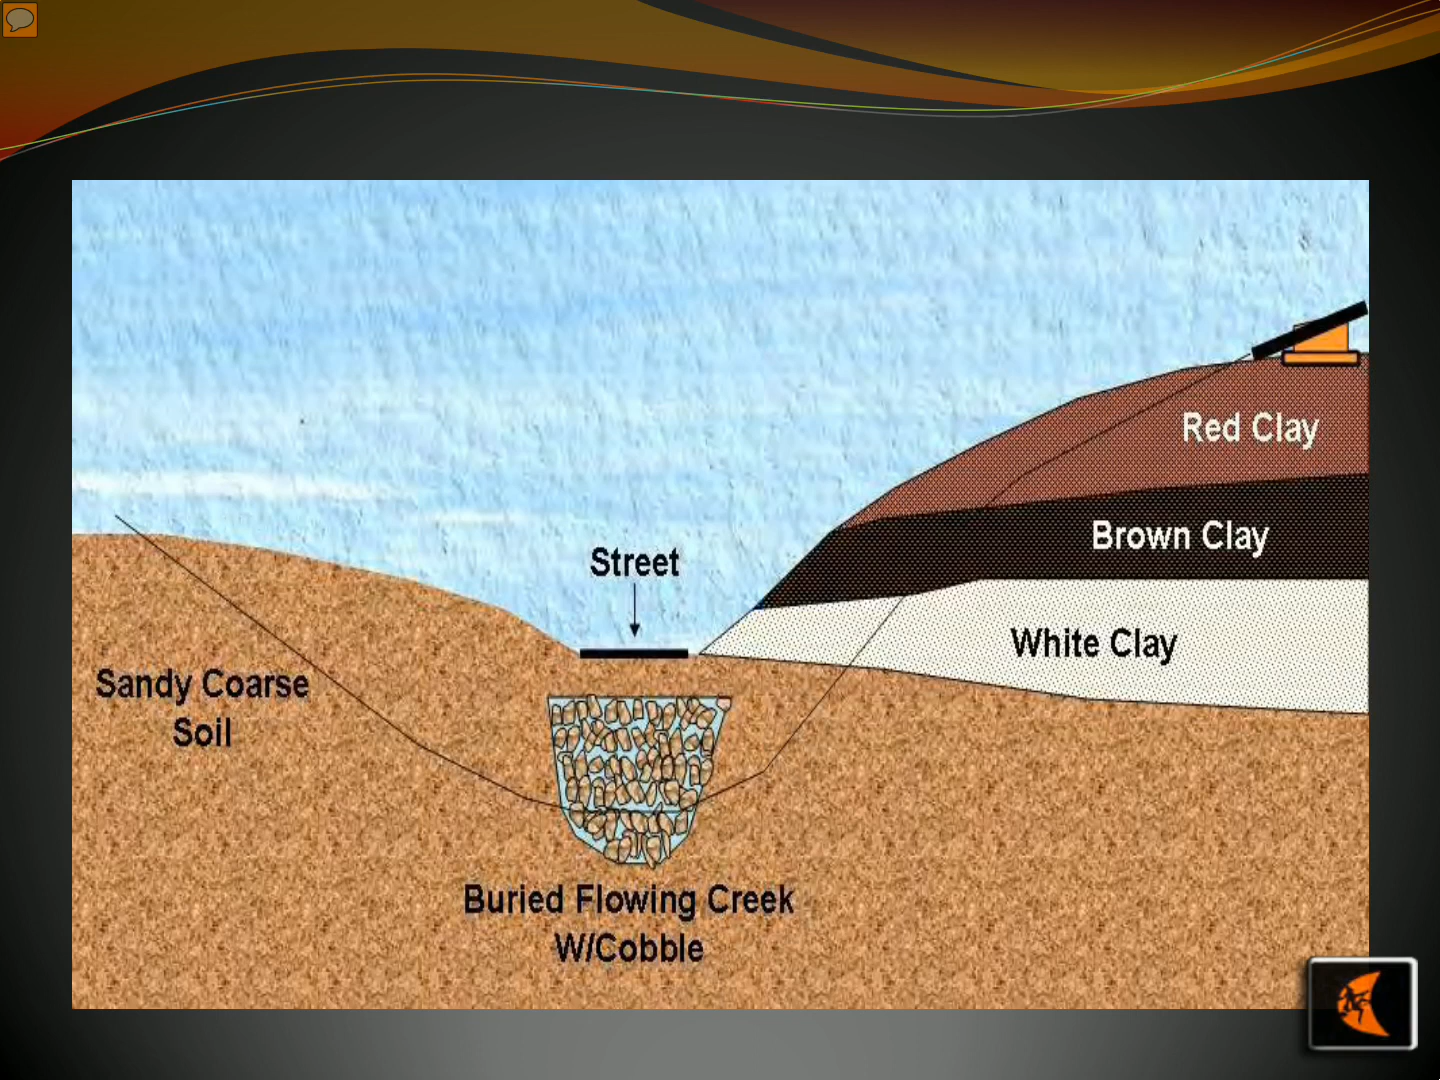 Red Clay
Brown Clay
Street
White Clay
Sandy Coarse
Soil
Buried Flowing Creek
W/Cobble